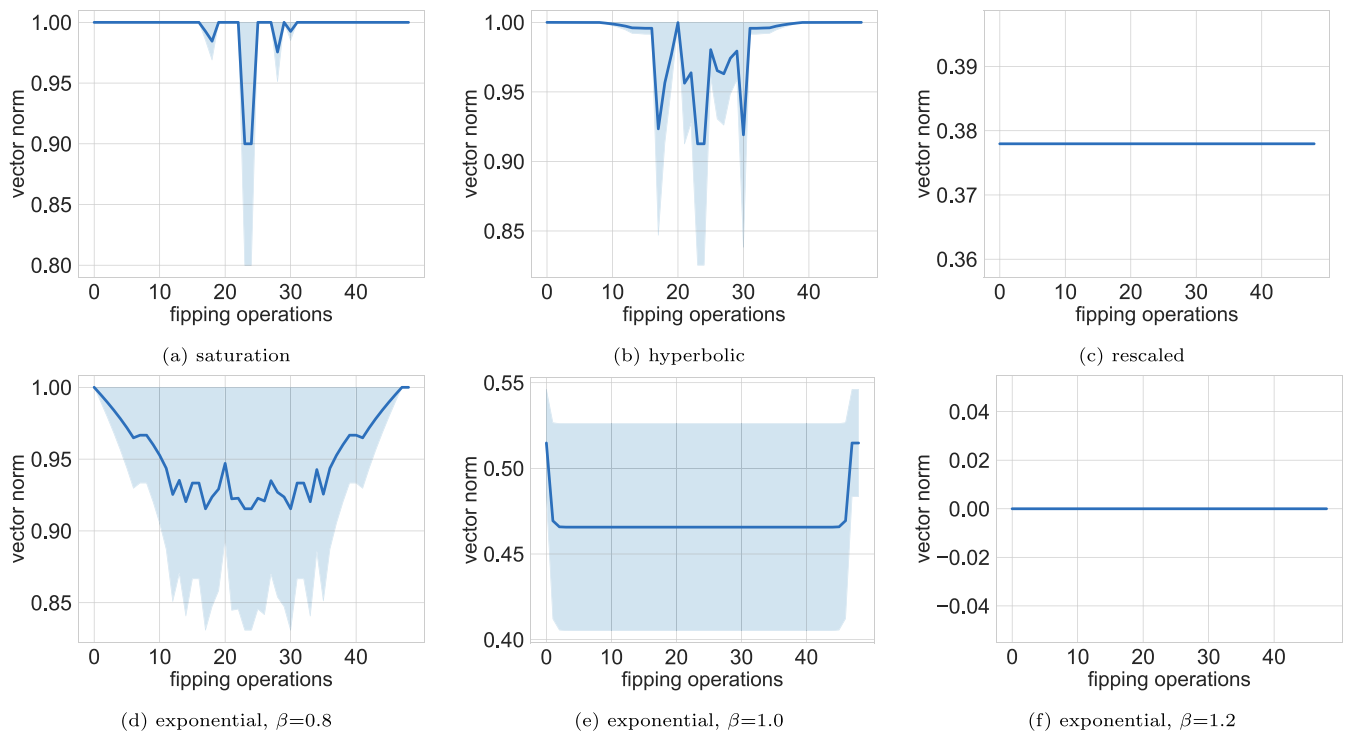 1.00
0.95
0.90
0.85
0.80
vector norm
0 10 20 30 40
fipping operations
(a) saturation
1.00
0.95
0.90
0.85
vector norm
0 10 20 30 40
fipping operations
(b) hyperbolic
0.39
0.38
0.37
0.36
vector norm
0 10 20 30 40
fipping operations
(c) rescaled
1.00
0.95
0.90
0.85
vector norm
0 10 20 30 40
fipping operations
(d) exponential, β=0.8
0.55
0.50
0.45
0.40
vector norm
0 10 20 30 40
fipping operations
(e) exponential, β=1.0
0.04
0.02
0.00
−0.02
−0.04
vector norm
0 10 20 30 40
fipping operations
(f) exponential, β=1.2